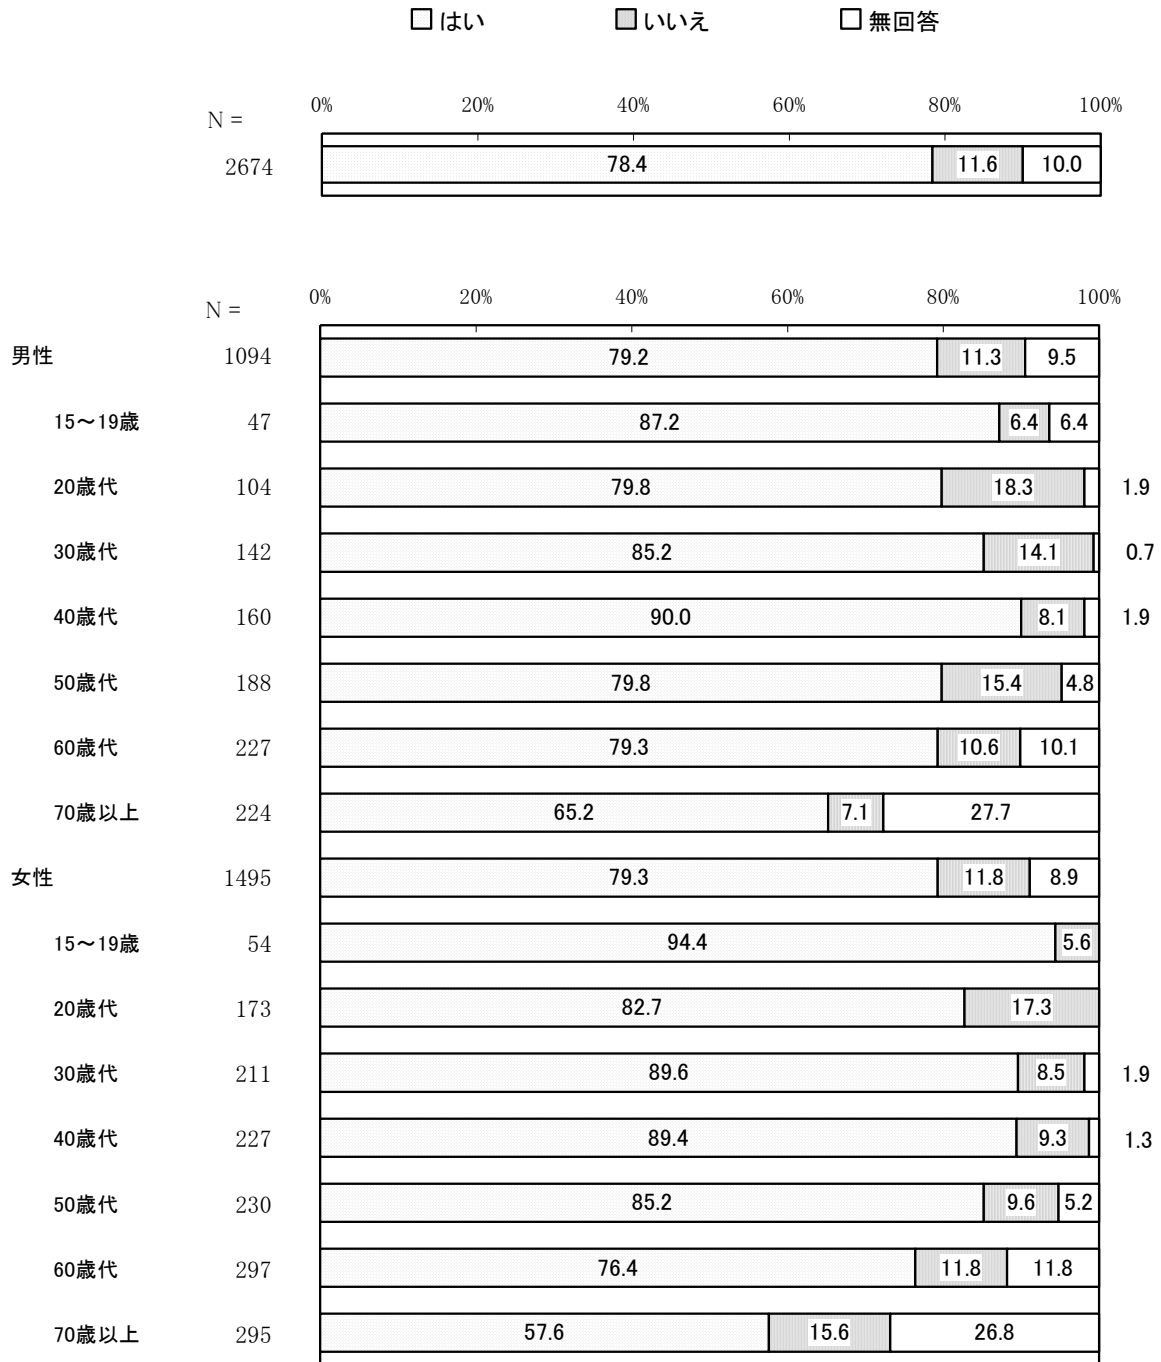 はい いいえ 無回答
0% 20% 40% 60% 80% 100%
N =
2674 78.4 11.6 10.0
0% 20% 40% 60% 80% 100%
N =
男性 1094 79.2 11.3 9.5
15～19歳 47 87.2 6.4 6.4
20歳代 104 79.8 18.3 1.9
30歳代 142 85.2 14.1 0.7
40歳代 160 90.0 8.1 1.9
50歳代 188 79.8 15.4 4.8
60歳代 227 79.3 10.6 10.1
70歳以上 224 65.2 7.1 27.7
女性 1495 79.3 11.8 8.9
15～19歳 54 94.4 5.6
20歳代 173 82.7 17.3
30歳代 211 89.6 8.5 1.9
40歳代 227 89.4 9.3 1.3
50歳代 230 85.2 9.6 5.2
60歳代 297 76.4 11.8 11.8
70歳以上 295 57.6 15.6 26.8